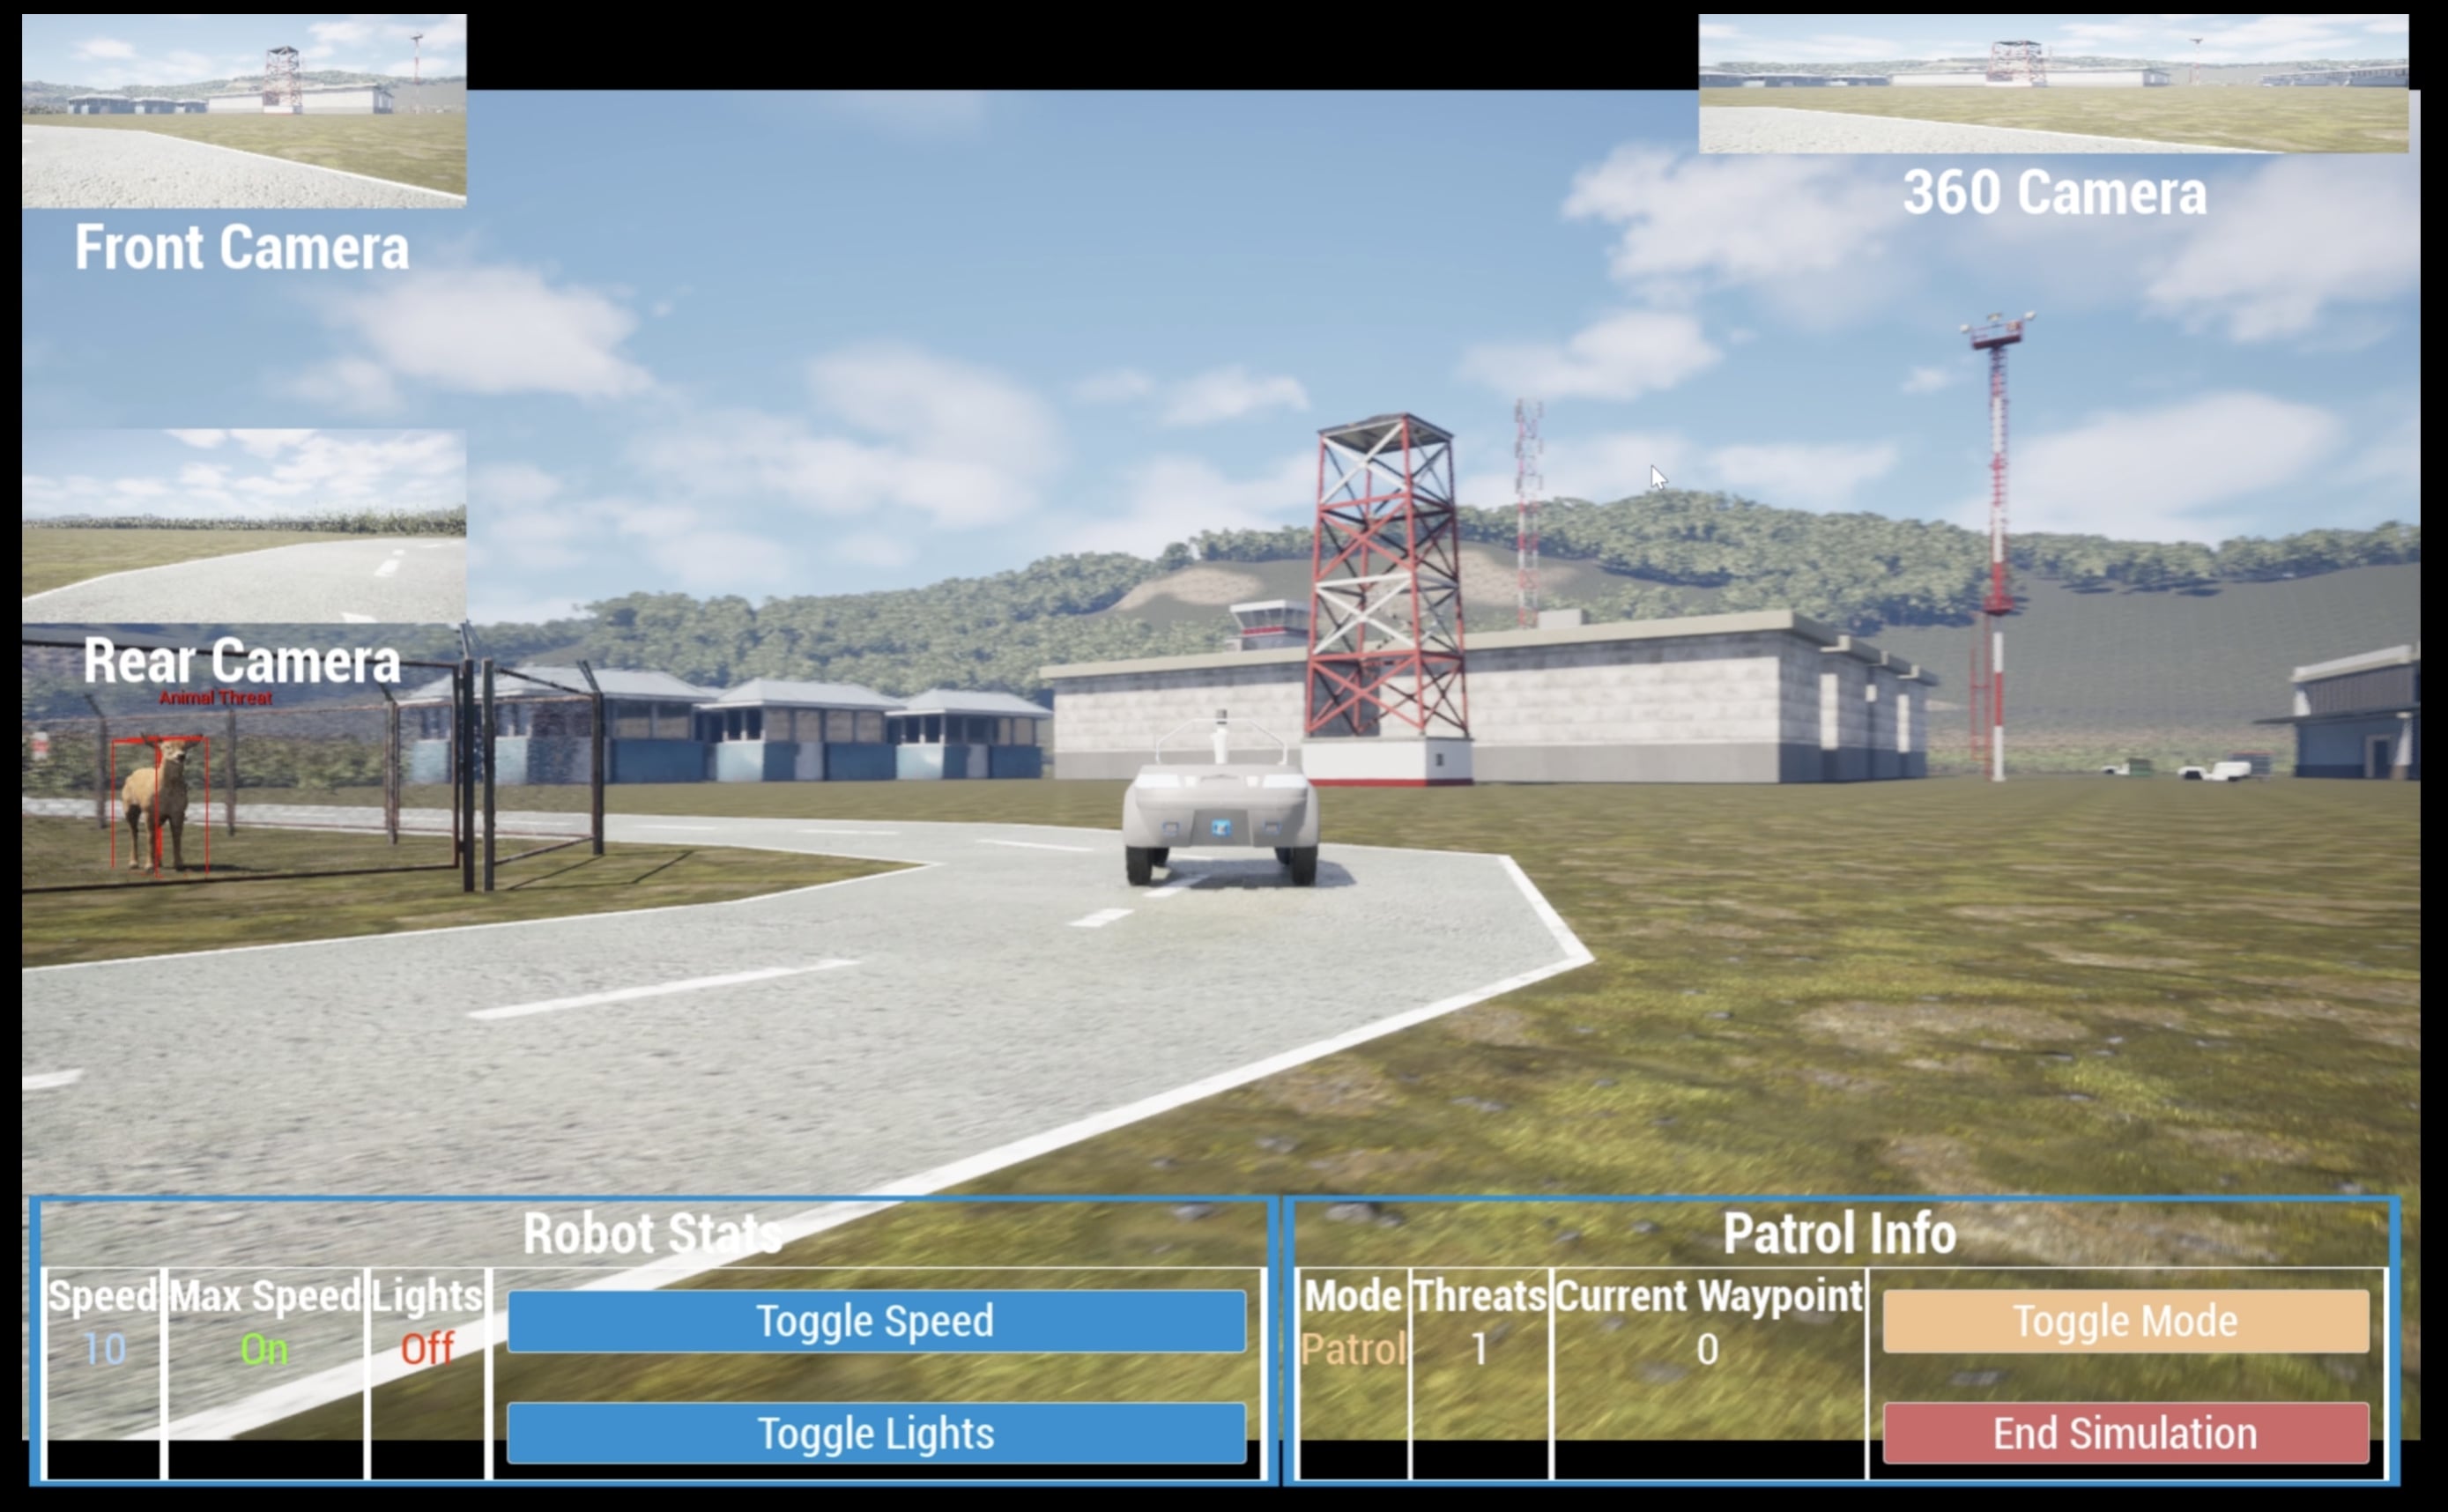 Front Camera
360 Camera
Rear Camera
Animal Threat
Robot Stats
Speed Max Speed Lights
10 On Off
Toggle Speed
Toggle Lights
Patrol Info
Mode Threats Current Waypoint
Patrol 1 0
Toggle Mode
End Simulation